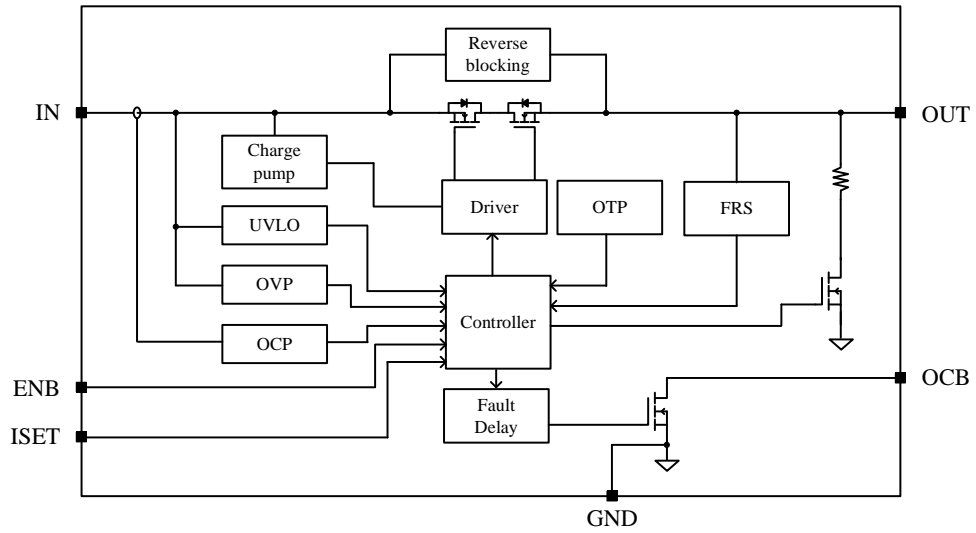 Reverse
blocking
IN
OUT
Charge
pump
Driver
OTP
FRS
UVLO
OVP
Controller
OCP
ENB
OCB
Fault
Delay
ISET
GND